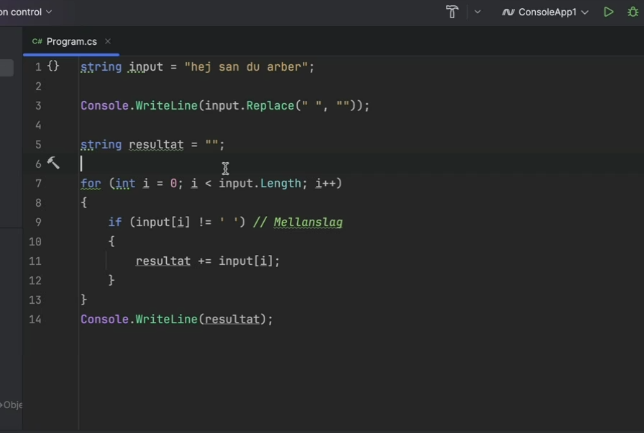 on control
ConsoleApp1
C# Program.cs ×
1 {} string input = "hej san du arber";
2
3 Console.WriteLine(input.Replace(" ", ""));
4
5 string resultat = "";
6
7 for (int i = 0; i < input.Length; i++)
8 {
9 if (input[i] != ' ') // Mellanslag
10 {
11 resultat += input[i];
12 }
13 }
14 Console.WriteLine(resultat);
Obje